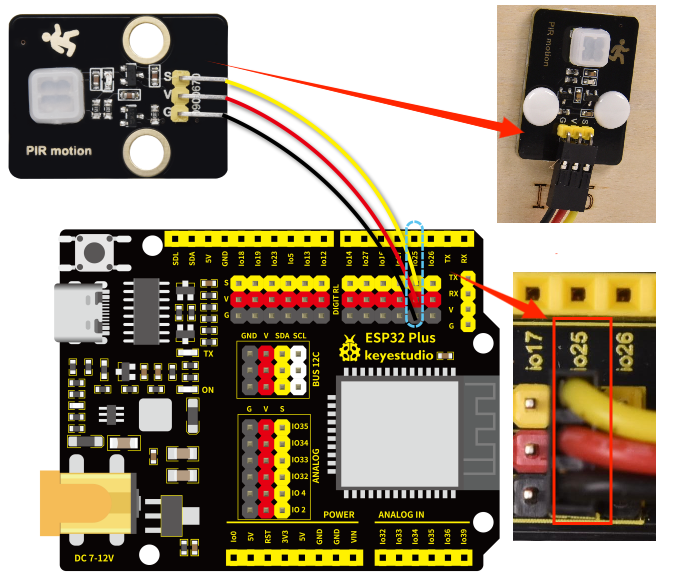 S
V
G
PIR motion
PIR motion
G V S
SDL SDA 5V GND Io18 Io19 Io23 Io5 Io13 Io12
Io14 Io27 Io16 Io25 Io26 TX RX
S
V
G
DIGIT RL
TX
RX
V
G
TX
ON
GND V SDA SCL
BUS 12C
ESP32 Plus
keyestudio
G V S
IO35
IO34
IO33
IO32
IO 4
IO 2
ANALOG
POWER
ANALOG IN
Io0 5V RST 3V3 5V GND GND VIN
Io32 Io33 Io34 Io35 Io36 Io39
DC 7-12V
io17
io25
io26